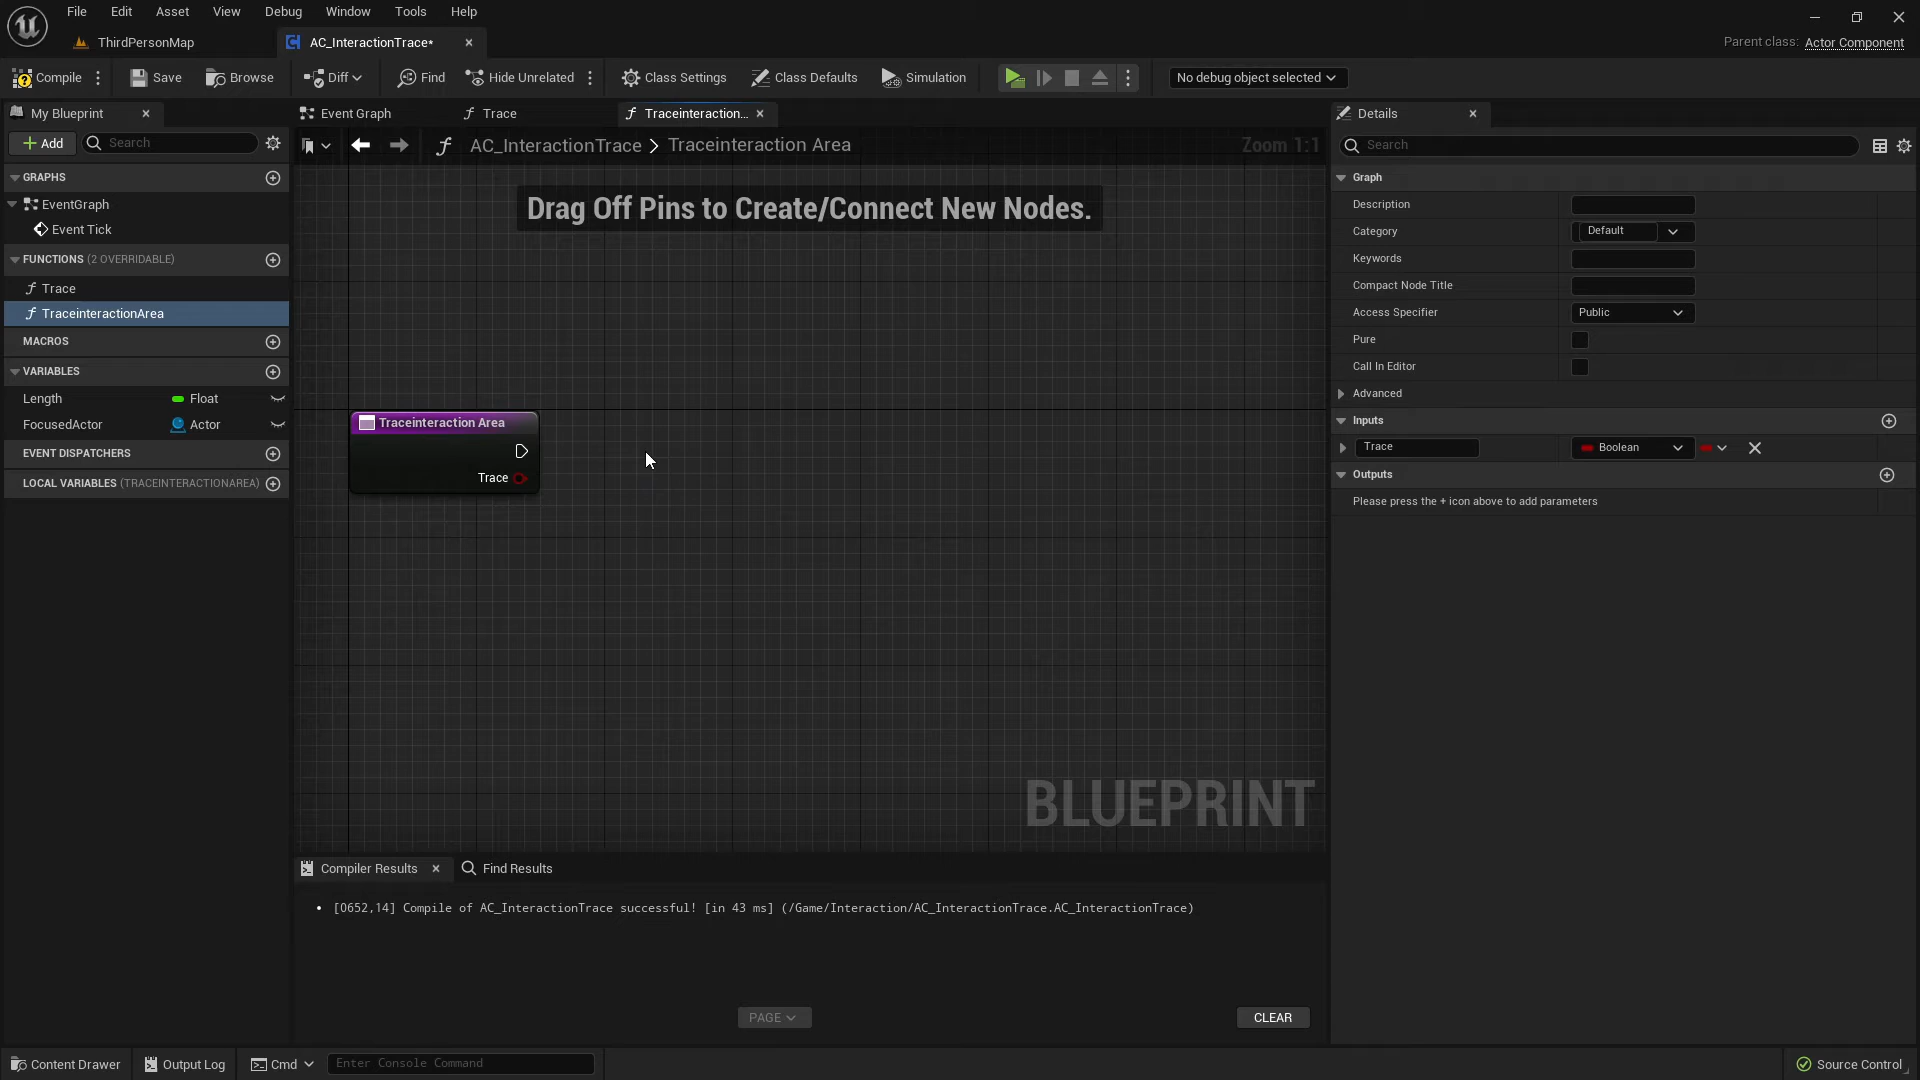 File Edit Asset View Debug Window Tools Help
ThirdPersonMap
AC_InteractionTrace*
Parent class: Actor Component
Compile
Save
Browse
Diff
Find
Hide Unrelated
Class Settings
Class Defaults
Simulation
No debug object selected
My Blueprint
Event Graph
Trace
Traceinteraction...
Details
Add
Search
AC_InteractionTrace > Traceinteraction Area
Zoom 1:1
Search
GRAPHS
EventGraph
Event Tick
FUNCTIONS (2 OVERRIDABLE)
Trace
TraceinteractionArea
MACROS
VARIABLES
Length Float
FocusedActor Actor
EVENT DISPATCHERS
LOCAL VARIABLES (TRACEINTERACTIONAREA)
Drag Off Pins to Create/Connect New Nodes.
Traceinteraction Area
Trace
BLUEPRINT
Graph
Description
Category Default
Keywords
Compact Node Title
Access Specifier Public
Pure
Call In Editor
Advanced
Inputs
Trace Boolean
Outputs
Please press the + icon above to add parameters
Compiler Results
Find Results
• [0652,14] Compile of AC_InteractionTrace successful! [in 43 ms] (/Game/Interaction/AC_InteractionTrace.AC_InteractionTrace)
PAGE
CLEAR
Content Drawer
Output Log
Cmd
Enter Console Command
Source Control